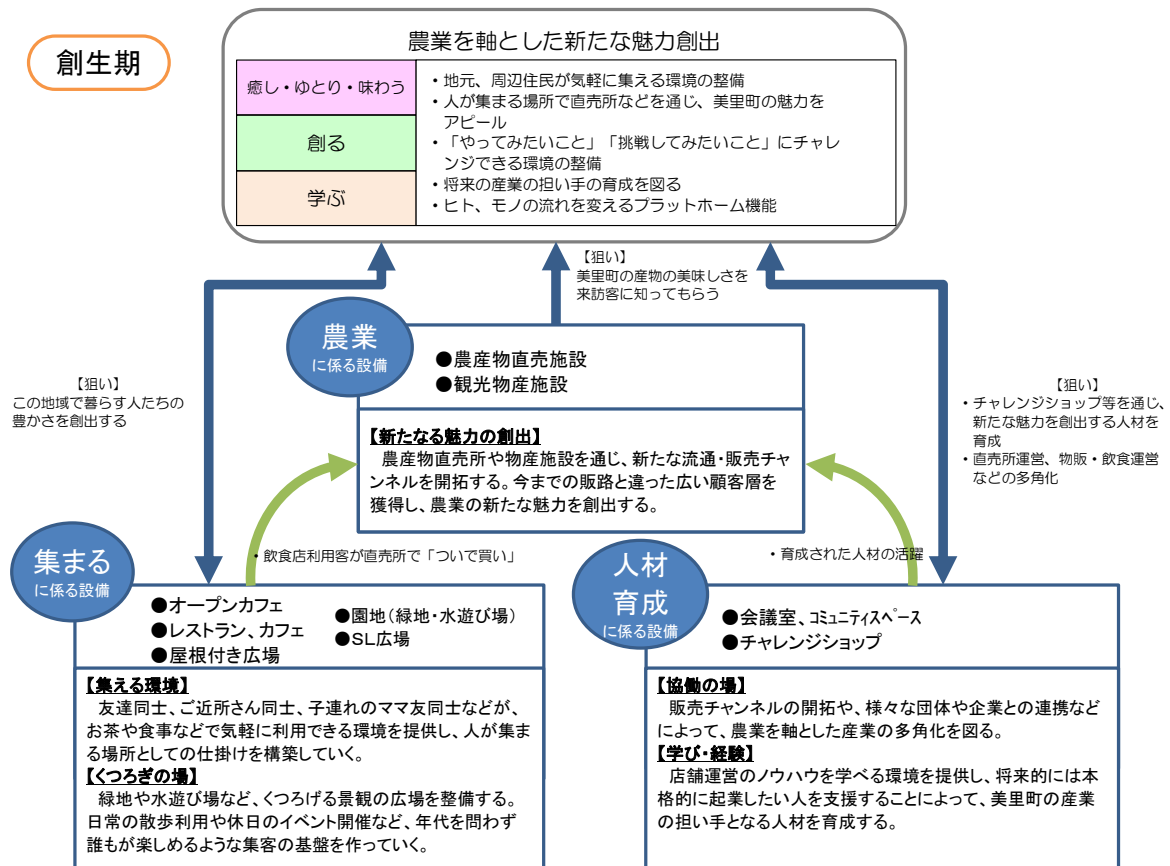 創生期
農業を軸とした新たな魅力創出
癒し・ゆとり・味わう
創る
学ぶ
・地元、周辺住民が気軽に集える環境の整備
・人が集まる場所で直売所などを通じ、美里町の魅力を
アピール
・「やってみたいこと」「挑戦してみたいこと」にチャレ
ンジできる環境の整備
・将来の産業の担い手の育成を図る
・ヒト、モノの流れを変えるプラットホーム機能
【狙い】
美里町の産物の美味しさを
来訪客に知ってもらう
農業
に係る設備
●農産物直売施設
●観光物産施設
【新たなる魅力の創出】
農産物直売所や物産施設を通じ、新たな流通・販売チャ
ンネルを開拓する。今までの販路と違った広い顧客層を
獲得し、農業の新たな魅力を創出する。
【狙い】
この地域で暮らす人たちの
豊かさを創出する
【狙い】
・チャレンジショップ等を通じ、
新たな魅力を創出する人材を
育成
・直売所運営、物販・飲食運営
などの多角化
・飲食店利用客が直売所で「ついで買い」
・育成された人材の活躍
集まる
に係る設備
●オープンカフェ
●レストラン、カフェ
●屋根付き広場
●園地(緑地・水遊び場)
●SL広場
【集える環境】
友達同士、ご近所さん同士、子連れのママ友同士などが、
お茶や食事などで気軽に利用できる環境を提供し、人が集ま
る場所としての仕掛けを構築していく。
【くつろぎの場】
緑地や水遊び場など、くつろげる景観の広場を整備する。
日常の散歩利用や休日のイベント開催など、年代を問わず
誰もが楽しめるような集客の基盤を作っていく。
人材
育成
に係る設備
●会議室、ｺﾐｭﾆﾃｨｽﾍﾟｰｽ
●チャレンジショップ
【協働の場】
販売チャンネルの開拓や、様々な団体や企業との連携など
によって、農業を軸とした産業の多角化を図る。
【学び・経験】
店舗運営のノウハウを学べる環境を提供し、将来的には本
格的に起業したい人を支援することによって、美里町の産業
の担い手となる人材を育成する。